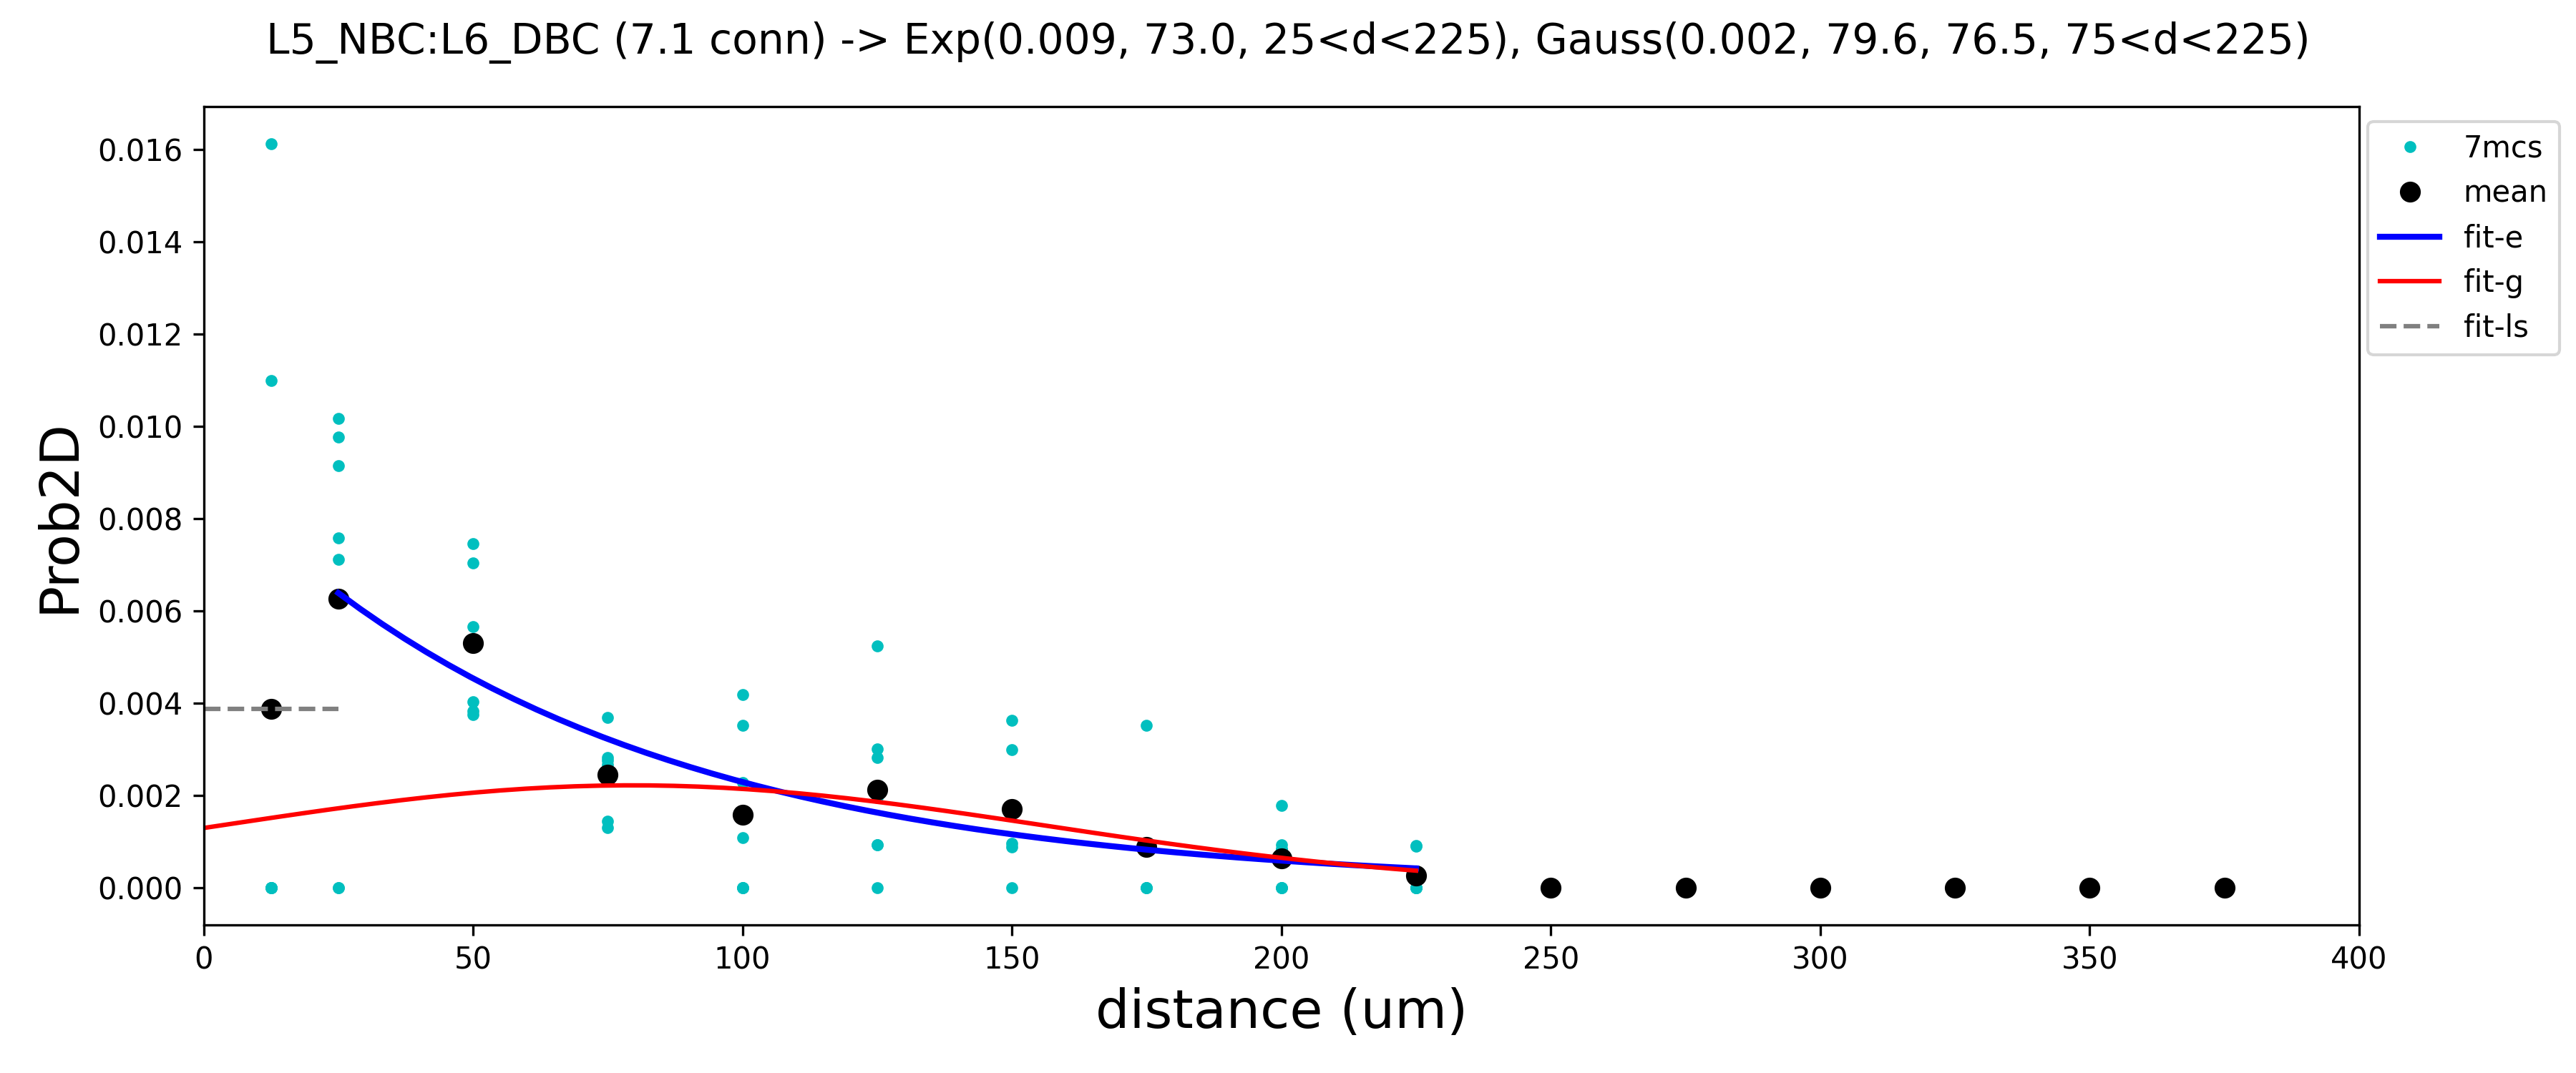 L5_NBC:L6_DBC (7.1 conn) -> Exp(0.009, 73.0, 25<d<225), Gauss(0.002, 79.6, 76.5, 75<d<225)
0.016
0.014
0.012
0.010
0.008
0.006
0.004
0.002
0.000
Prob2D
0 50 100 150 200 250 300 350 400
distance (um)
7mcs
mean
fit-e
fit-g
fit-ls